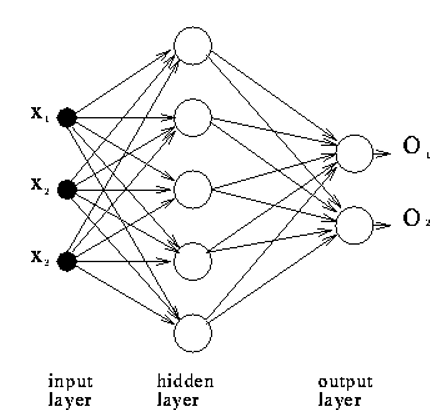 x₁
O₁
x₂
O₂
x₂
input hidden output
layer layer layer